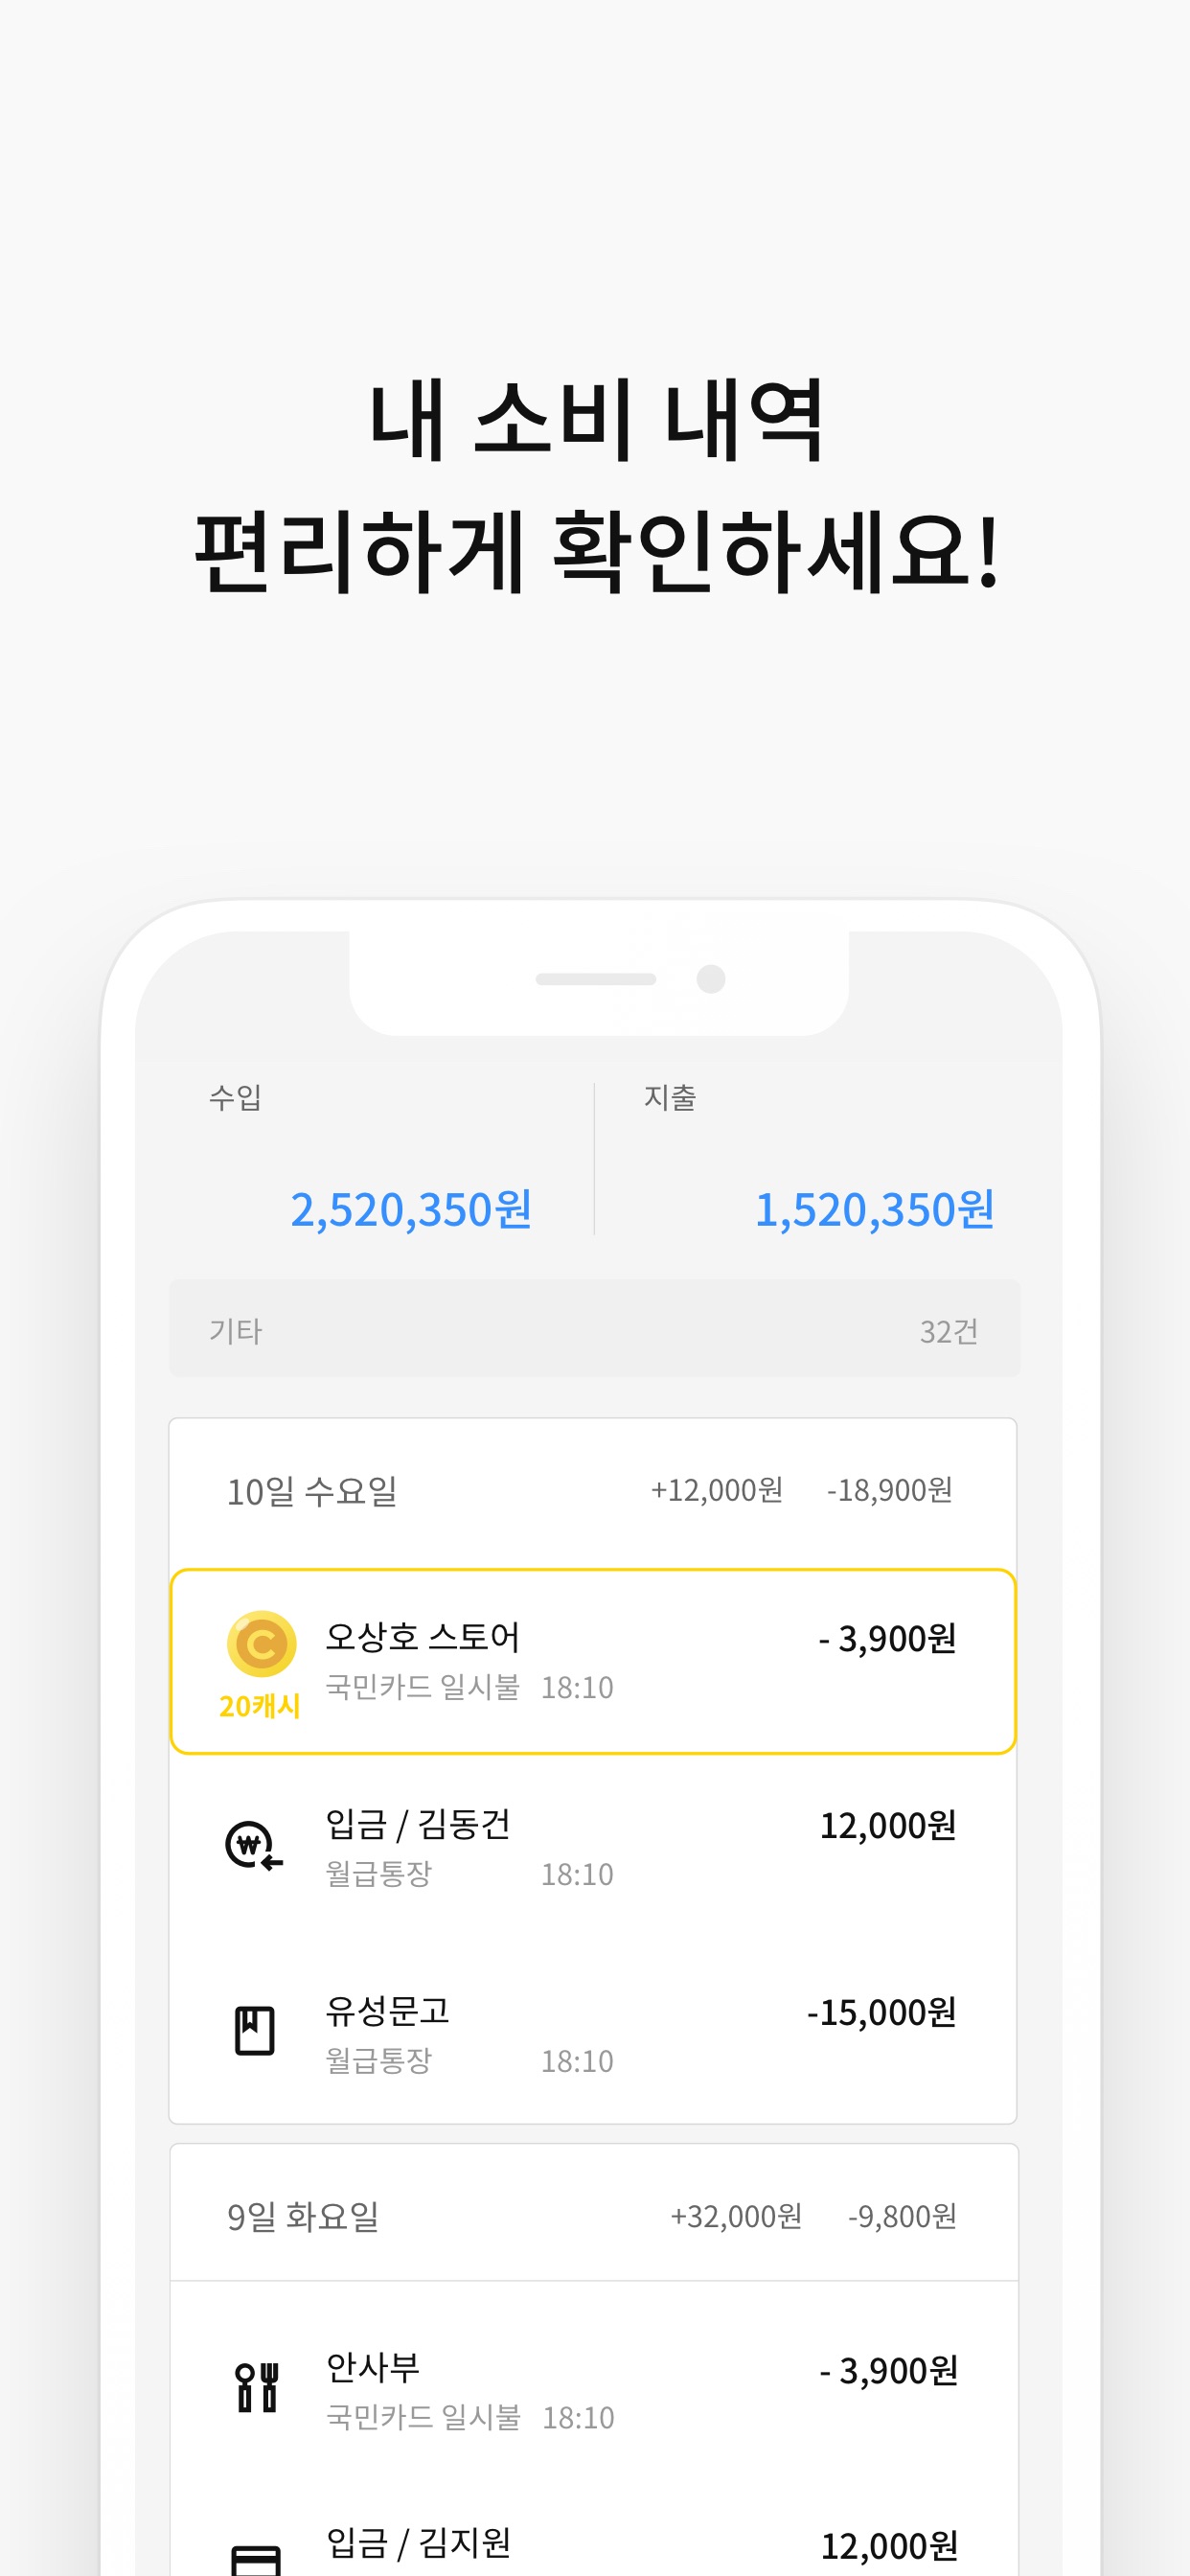 내 소비 내역
편리하게 확인하세요!
수입 지출
2,520,350원 1,520,350원
기타 32건
10일 수요일 +12,000원 -18,900원
오상호 스토어 - 3,900원
국민카드 일시불 18:10
20캐시
입금 / 김동건 12,000원
월급통장 18:10
유성문고 -15,000원
월급통장 18:10
9일 화요일 +32,000원 -9,800원
안사부 - 3,900원
국민카드 일시불 18:10
입금 / 김지원 12,000원